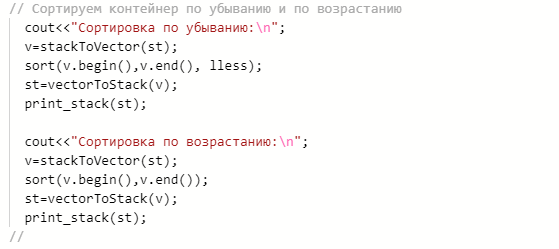 // Сортируем контейнер по убыванию и по возрастанию
cout<<"Сортировка по убыванию:\n";
v=stackToVector(st);
sort(v.begin(),v.end(), lless);
st=vectorToStack(v);
print_stack(st);
cout<<"Сортировка по возрастанию:\n";
v=stackToVector(st);
sort(v.begin(),v.end());
st=vectorToStack(v);
print_stack(st);
//